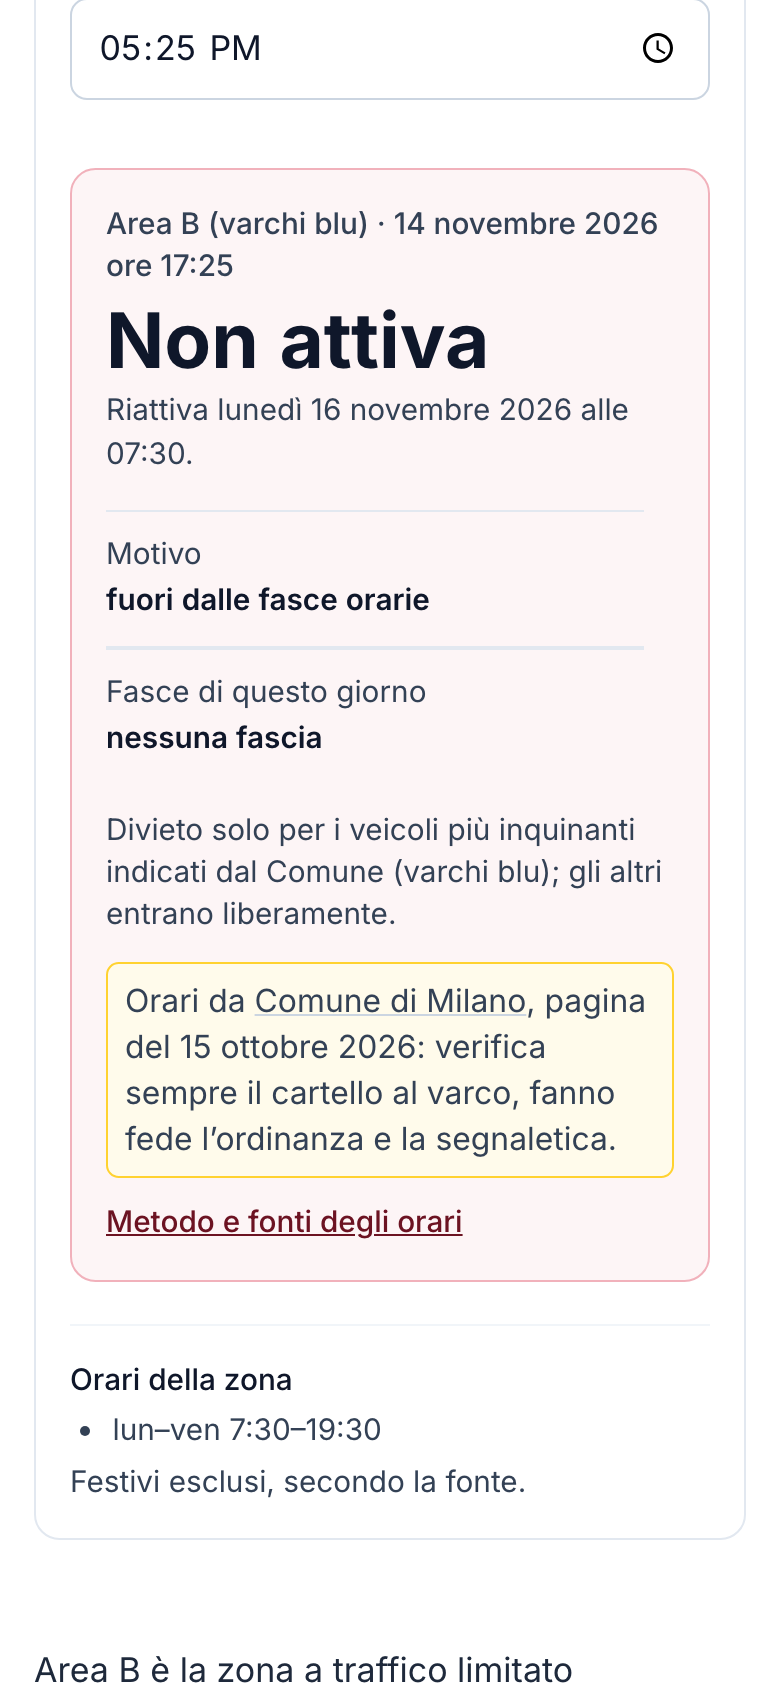 05:25 PM
Area B (varchi blu) · 14 novembre 2026
ore 17:25
Non attiva
Riattiva lunedì 16 novembre 2026 alle
07:30.
Motivo
fuori dalle fasce orarie
Fasce di questo giorno
nessuna fascia
Divieto solo per i veicoli più inquinanti
indicati dal Comune (varchi blu); gli altri
entrano liberamente.
Orari da Comune di Milano, pagina
del 15 ottobre 2026: verifica
sempre il cartello al varco, fanno
fede l’ordinanza e la segnaletica.
Metodo e fonti degli orari
Orari della zona
• lun–ven 7:30–19:30
Festivi esclusi, secondo la fonte.
Area B è la zona a traffico limitato